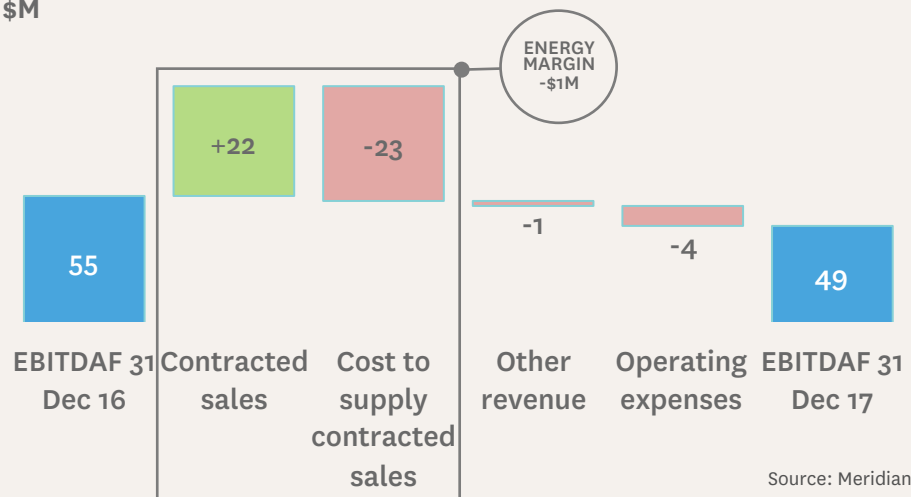 $M
ENERGY
MARGIN
-$1M
+22
-23
55
-1
-4
49
EBITDAF 31
Dec 16
Contracted
sales
Cost to
supply
contracted
sales
Other
revenue
Operating
expenses
EBITDAF 31
Dec 17
Source: Meridian